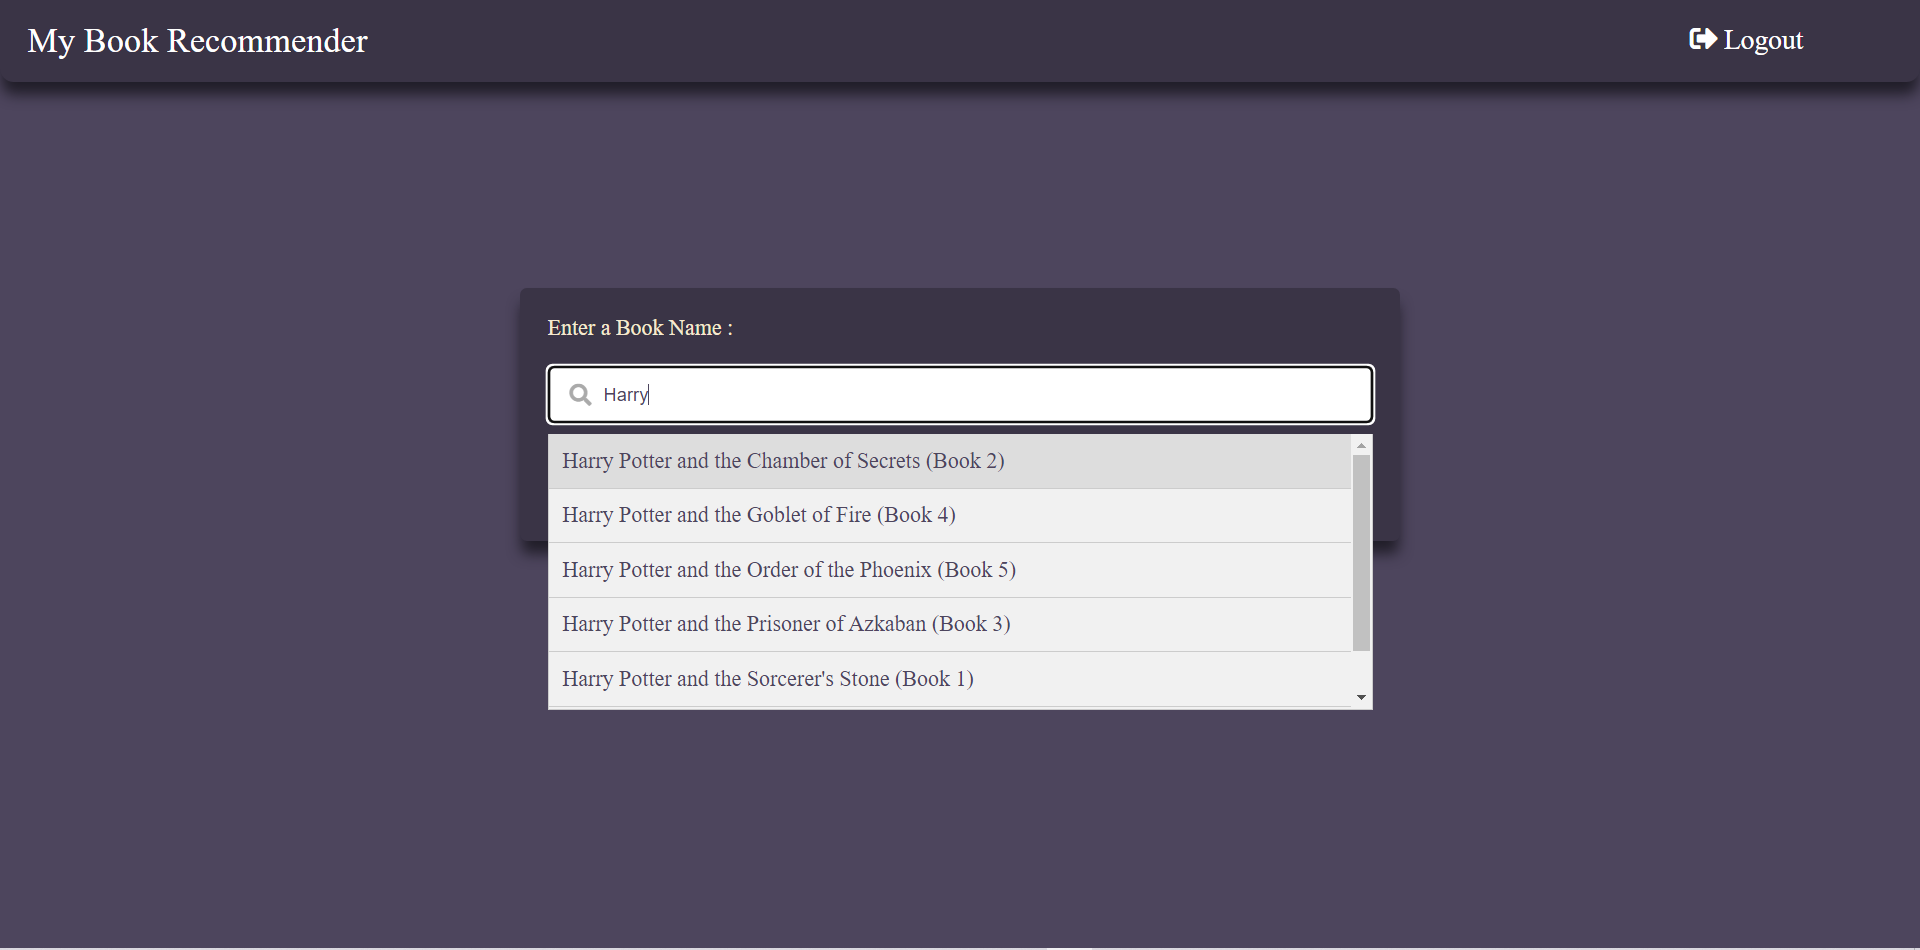 My Book Recommender
Logout
Enter a Book Name :
Harry
Harry Potter and the Chamber of Secrets (Book 2)
Harry Potter and the Goblet of Fire (Book 4)
Harry Potter and the Order of the Phoenix (Book 5)
Harry Potter and the Prisoner of Azkaban (Book 3)
Harry Potter and the Sorcerer's Stone (Book 1)